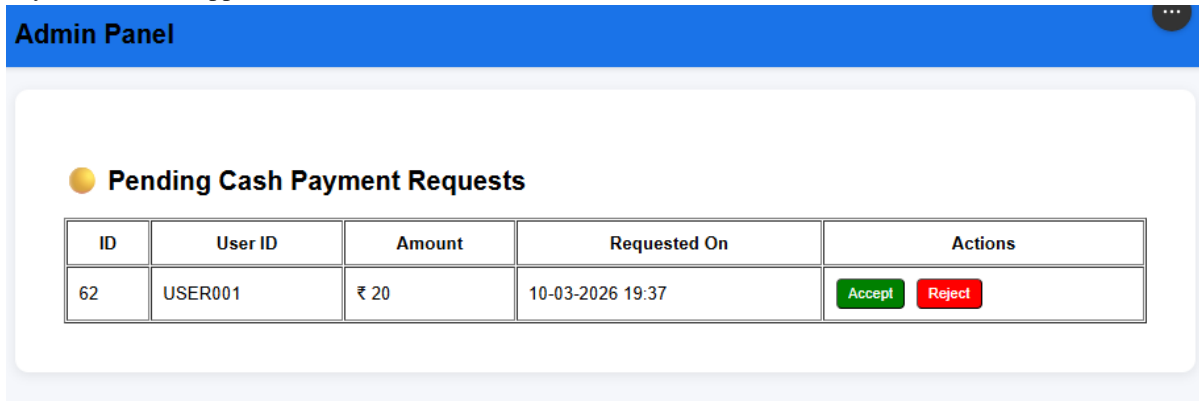 Admin Panel
...
Pending Cash Payment Requests
ID User ID Amount Requested On Actions
62 USER001 ₹ 20 10-03-2026 19:37 Accept Reject